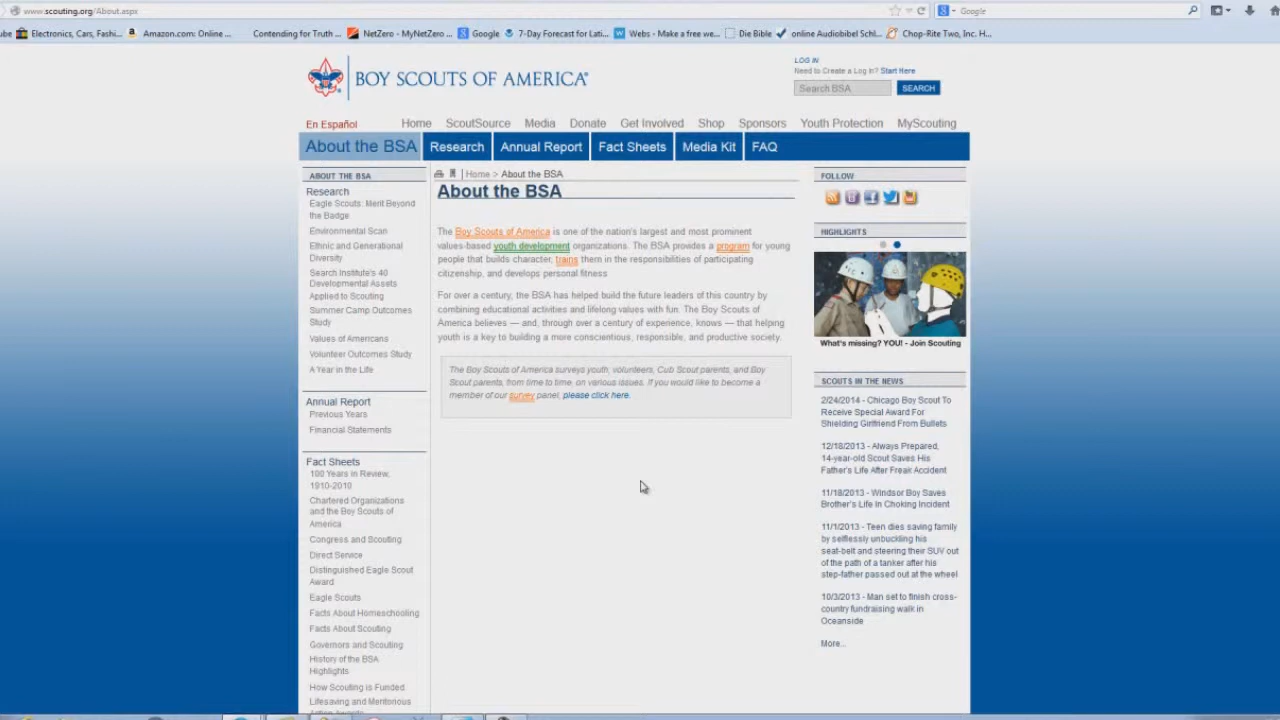 www.scouting.org/About.aspx
Google
Electronics, Cars, Fashi...
Amazon.com: Online ...
Contending for Truth ...
NetZero - MyNetZero ...
Google
7-Day Forecast for Lati...
Webs - Make a free we...
Die Bible
online Audiobibel Schl...
Chop-Rite Two, Inc. H...
BOY SCOUTS OF AMERICA®
LOG IN
Need to Create a Log In? Start Here
Search BSA
SEARCH
En Español
Home
ScoutSource
Media
Donate
Get Involved
Shop
Sponsors
Youth Protection
MyScouting
About the BSA
Research
Annual Report
Fact Sheets
Media Kit
FAQ
ABOUT THE BSA
Research
Eagle Scouts: Merit Beyond
the Badge
Environmental Scan
Ethnic and Generational
Diversity
Search Institute's 40
Developmental Assets
Applied to Scouting
Summer Camp Outcomes
Study
Values of Americans
Volunteer Outcomes Study
A Year in the Life
Annual Report
Previous Years
Financial Statements
Fact Sheets
100 Years in Review,
1910-2010
Chartered Organizations
and the Boy Scouts of
America
Congress and Scouting
Direct Service
Distinguished Eagle Scout
Award
Eagle Scouts
Facts About Homeschooling
Facts About Scouting
Governors and Scouting
History of the BSA
Highlights
How Scouting is Funded
Lifesaving and Meritorious
Home > About the BSA
About the BSA
The Boy Scouts of America is one of the nation's largest and most prominent
values-based youth development organizations. The BSA provides a program for young
people that builds character, trains them in the responsibilities of participating
citizenship, and develops personal fitness
For over a century, the BSA has helped build the future leaders of this country by
combining educational activities and lifelong values with fun. The Boy Scouts of
America believes — and, through over a century of experience, knows — that helping
youth is a key to building a more conscientious, responsible, and productive society.
The Boy Scouts of America surveys youth, volunteers, Cub Scout parents, and Boy
Scout parents, from time to time, on various issues. If you would like to become a
member of our survey panel, please click here.
FOLLOW
HIGHLIGHTS
What's missing? YOU! - Join Scouting
SCOUTS IN THE NEWS
2/24/2014 - Chicago Boy Scout To
Receive Special Award For
Shielding Girlfriend From Bullets
12/18/2013 - Always Prepared,
14-year-old Scout Saves His
Father's Life After Freak Accident
11/18/2013 - Windsor Boy Saves
Brother's Life in Choking Incident
11/1/2013 - Teen dies saving family
by selflessly unbuckling his
seat-belt and steering their SUV out
of the path of a tanker after his
step-father passed out at the wheel
10/3/2013 - Man set to finish cross-
country fundraising walk in
Oceanside
More...